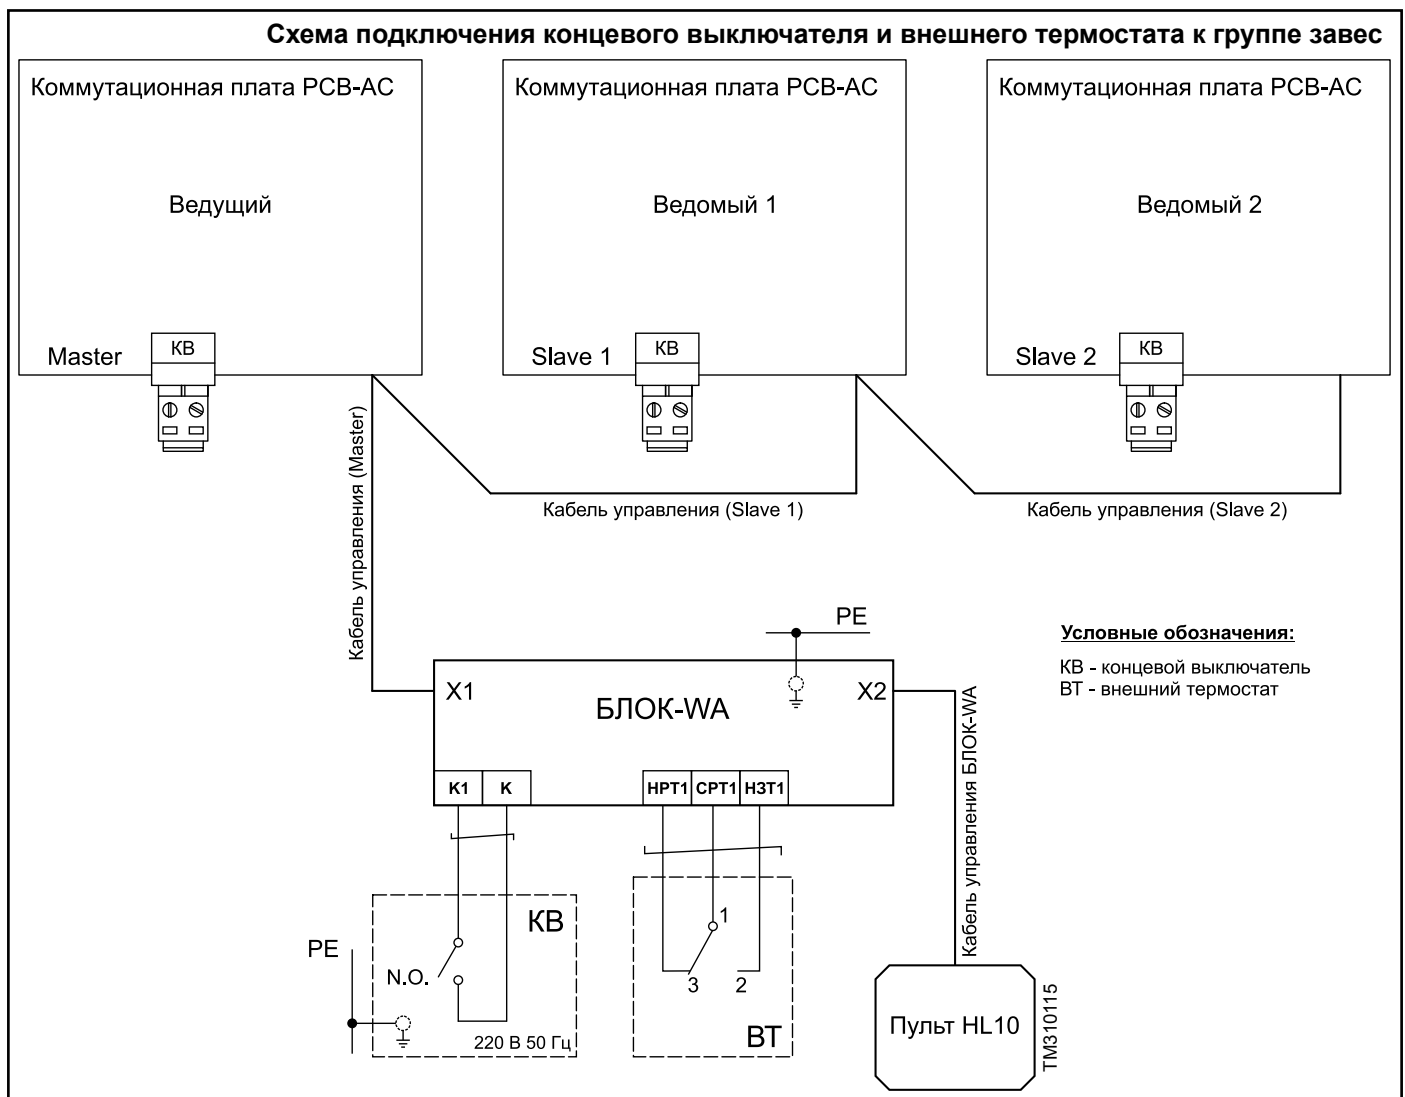 Схема подключения концевого выключателя и внешнего термостата к группе завес
Коммутационная плата PCB-AC
Ведущий
Master
КВ
Коммутационная плата PCB-AC
Ведомый 1
Slave 1
КВ
Коммутационная плата PCB-AC
Ведомый 2
Slave 2
КВ
Кабель управления (Master)
Кабель управления (Slave 1)
Кабель управления (Slave 2)
PE
Условные обозначения:
КВ - концевой выключатель
ВТ - внешний термостат
X1
БЛОК-WA
X2
К1
К
НРТ1
СРТ1
НЗТ1
Кабель управления БЛОК-WA
КВ
PE
N.O.
220 В 50 Гц
1
3
2
ВТ
Пульт HL10
TM310115